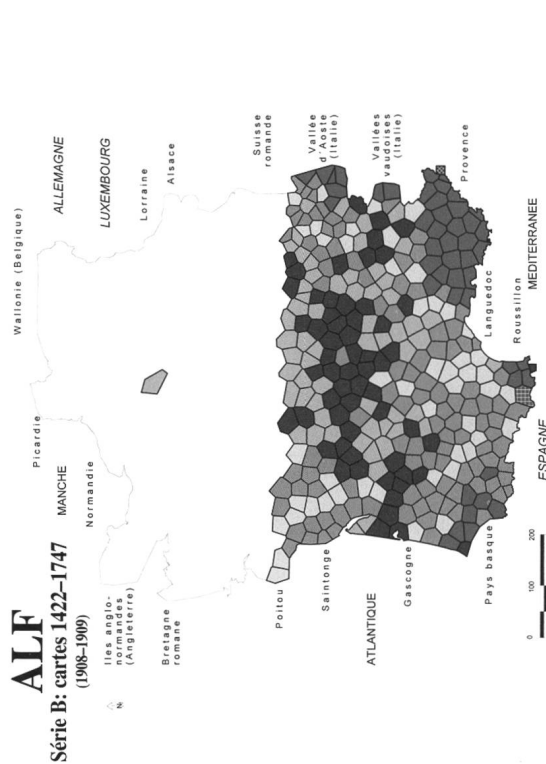 ALF
Série B: cartes 1422–1747
(1908–1909)
Iles anglo-
normandes
(Angleterre)
N
Bretagne
romane
MANCHE
Normandie
Picardie
Wallonie (Belgique)
ALLEMAGNE
LUXEMBOURG
Lorraine
Alsace
Suisse
romande
Vallée
d'Aoste
(Italie)
Vallées
vaudoises
(Italie)
Provence
Poitou
Saintonge
ATLANTIQUE
Gascogne
Pays basque
Languedoc
Roussillon
MEDITERRANEE
ESPAGNE
0 100 200